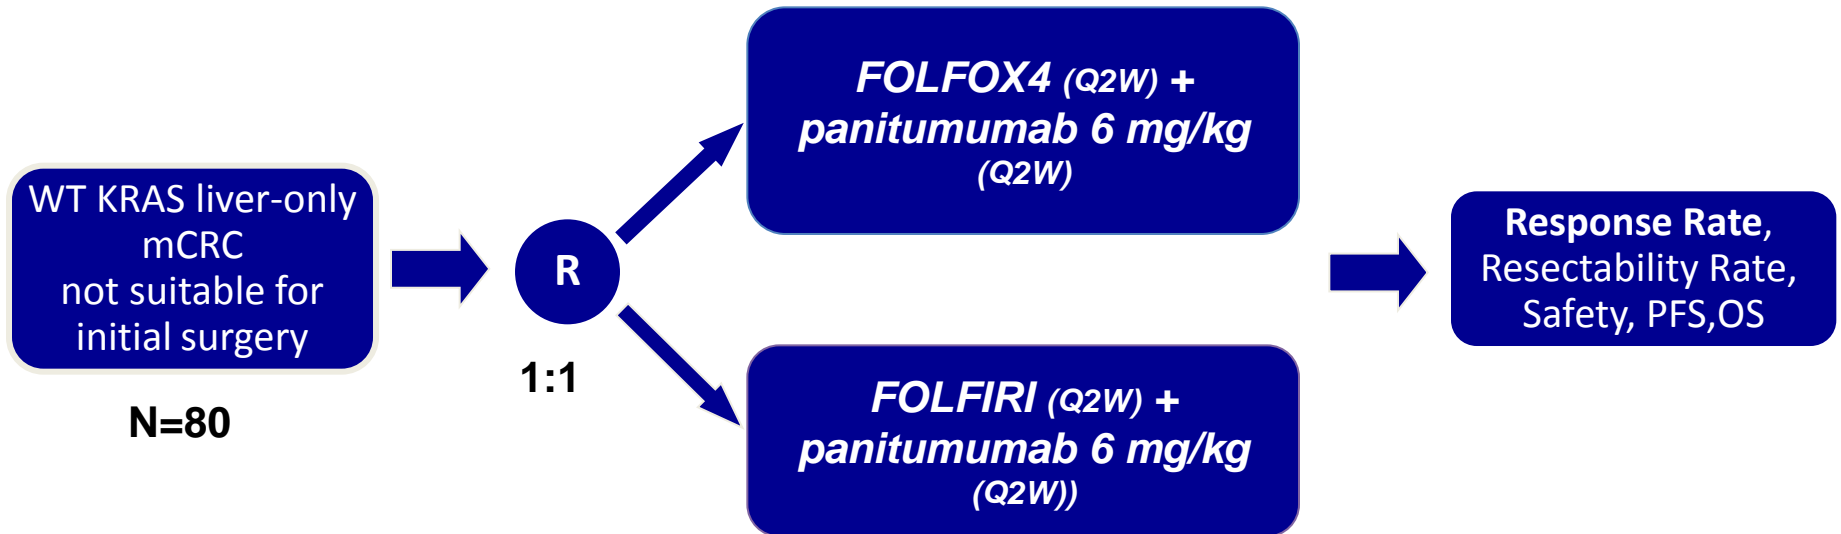 WT KRAS liver-only
mCRC
not suitable for
initial surgery
N=80
R
1:1
FOLFOX4 (Q2W) +
panitumumab 6 mg/kg
(Q2W)
FOLFIRI (Q2W) +
panitumumab 6 mg/kg
(Q2W))
Response Rate,
Resectability Rate,
Safety, PFS,OS